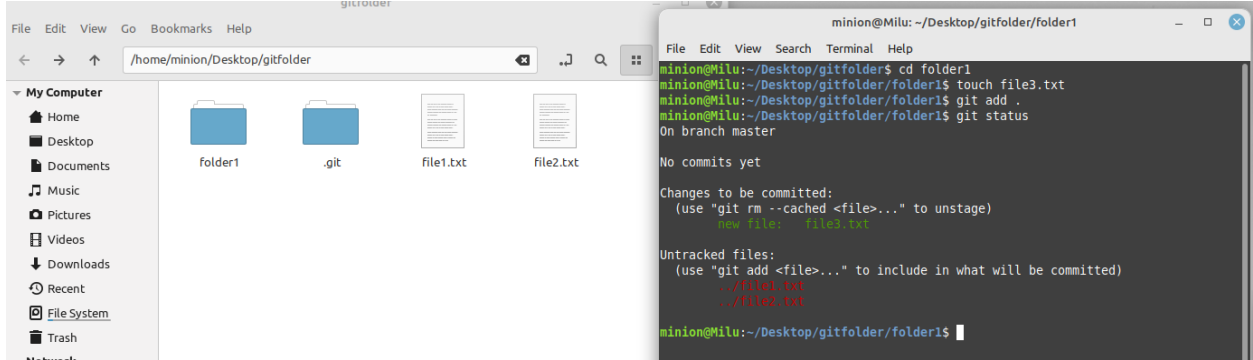 gitfolder
File Edit View Go Bookmarks Help
/home/minion/Desktop/gitfolder
My Computer
Home
Desktop
Documents
Music
Pictures
Videos
Downloads
Recent
File System
Trash
Network
folder1
.git
file1.txt
file2.txt
minion@Milu: ~/Desktop/gitfolder/folder1
File Edit View Search Terminal Help
minion@Milu:~/Desktop/gitfolder$ cd folder1
minion@Milu:~/Desktop/gitfolder/folder1$ touch file3.txt
minion@Milu:~/Desktop/gitfolder/folder1$ git add .
minion@Milu:~/Desktop/gitfolder/folder1$ git status
On branch master
No commits yet
Changes to be committed:
(use "git rm --cached <file>..." to unstage)
new file: file3.txt
Untracked files:
(use "git add <file>..." to include in what will be committed)
../file1.txt
../file2.txt
minion@Milu:~/Desktop/gitfolder/folder1$